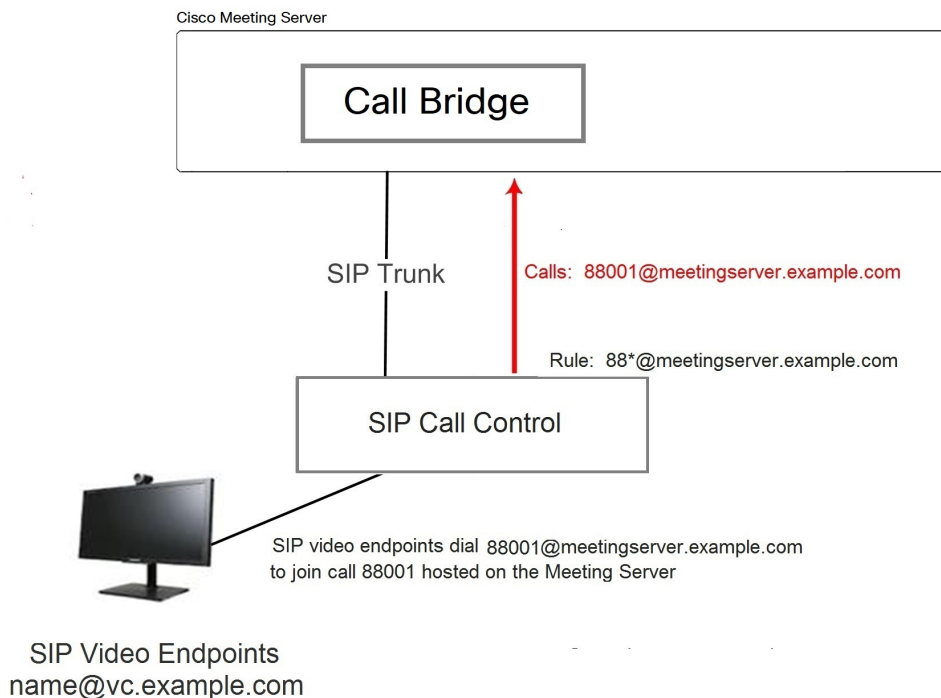 Cisco Meeting Server
Call Bridge
SIP Trunk
Calls: 88001@meetingserver.example.com
Rule: 88*@meetingserver.example.com
SIP Call Control
SIP video endpoints dial 88001@meetingserver.example.com
to join call 88001 hosted on the Meeting Server
SIP Video Endpoints
name@vc.example.com